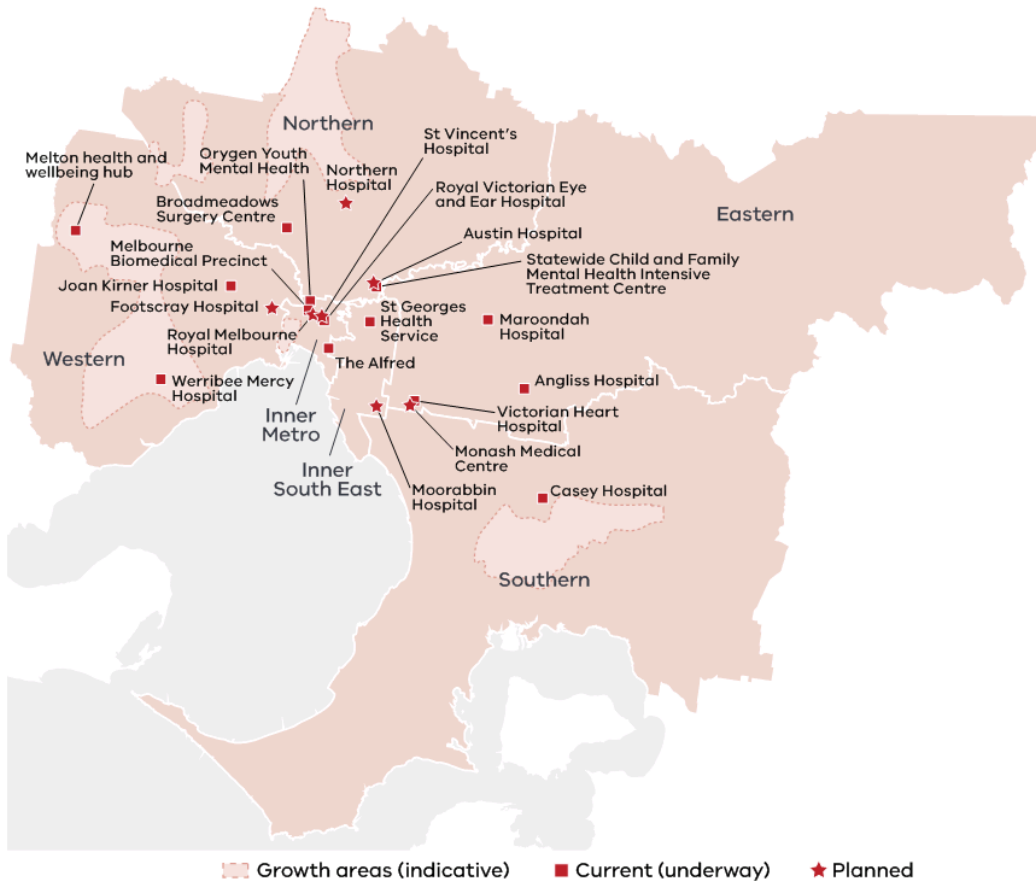 Northern
St Vincent's
Hospital
Orygen Youth
Mental Health
Melton health and
wellbeing hub
Northern
Hospital
Royal Victorian Eye
and Ear Hospital
Broadmeadows
Surgery Centre
Eastern
Austin Hospital
Melbourne
Biomedical Precinct
Statewide Child and Family
Mental Health Intensive
Treatment Centre
Joan Kirner Hospital
Footscray Hospital
St Georges
Health
Service
Maroondah
Hospital
Royal Melbourne
Hospital
Western
The Alfred
Werribee Mercy
Hospital
Angliss Hospital
Inner
Metro
Victorian Heart
Hospital
Monash Medical
Centre
Inner
South East
Moorabbin
Hospital
Casey Hospital
Southern
Growth areas (indicative)
Current (underway)
Planned